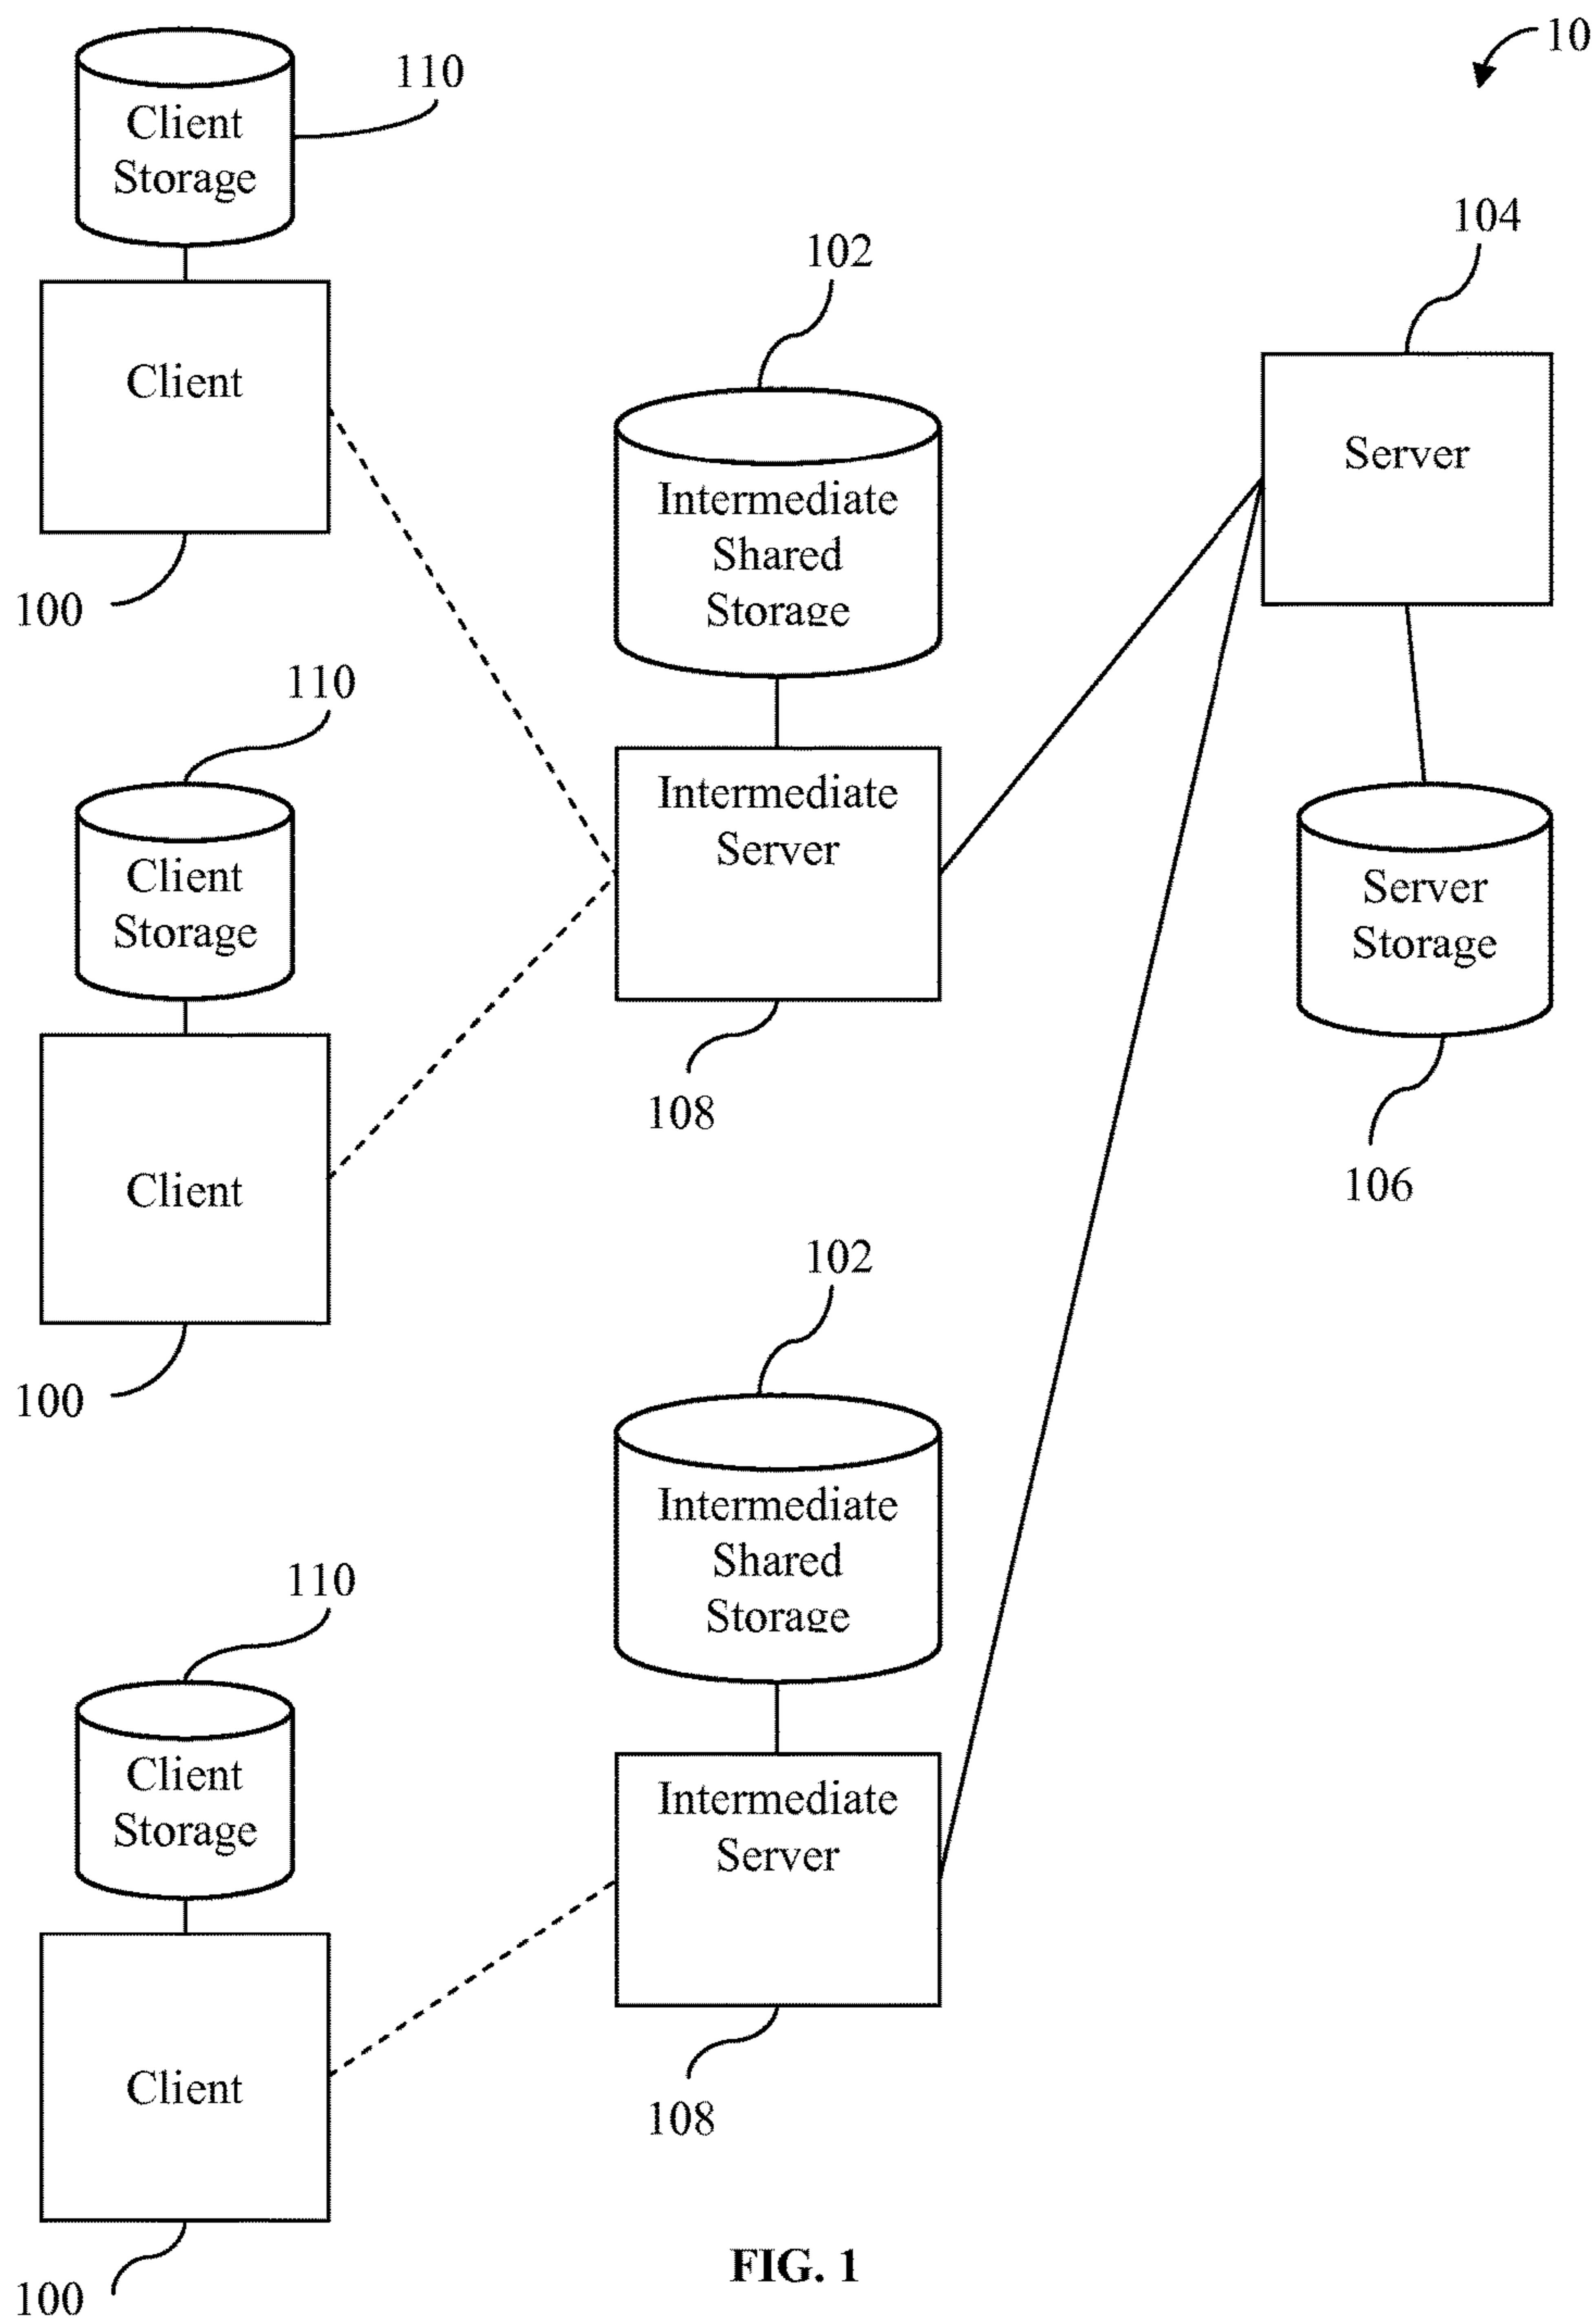 10
110
Client
Storage
104
102
Client
Server
Intermediate
Shared
Storage
100
110
Intermediate
Server
Client
Storage
Server
Storage
108
106
Client
102
100
Intermediate
Shared
Storage
110
Client
Storage
Intermediate
Server
Client
108
100
FIG. 1